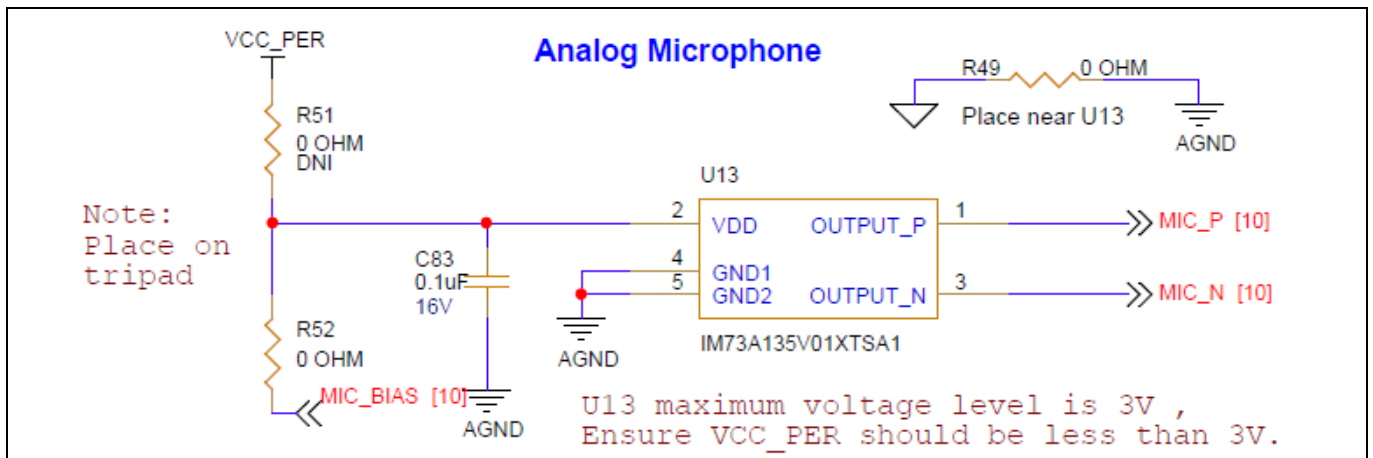 VCC_PER
Analog Microphone
R49 0 OHM
Place near U13
AGND
R51
0 OHM
DNI
U13
Note:
Place on
tripad
2 VDD OUTPUT_P 1 MIC_P [10]
C83
0.1uF
16V
4 GND1
5 GND2 OUTPUT_N 3 MIC_N [10]
R52
0 OHM
AGND
IM73A135V01XTSA1
MIC_BIAS [10]
AGND
U13 maximum voltage level is 3V ,
Ensure VCC_PER should be less than 3V.